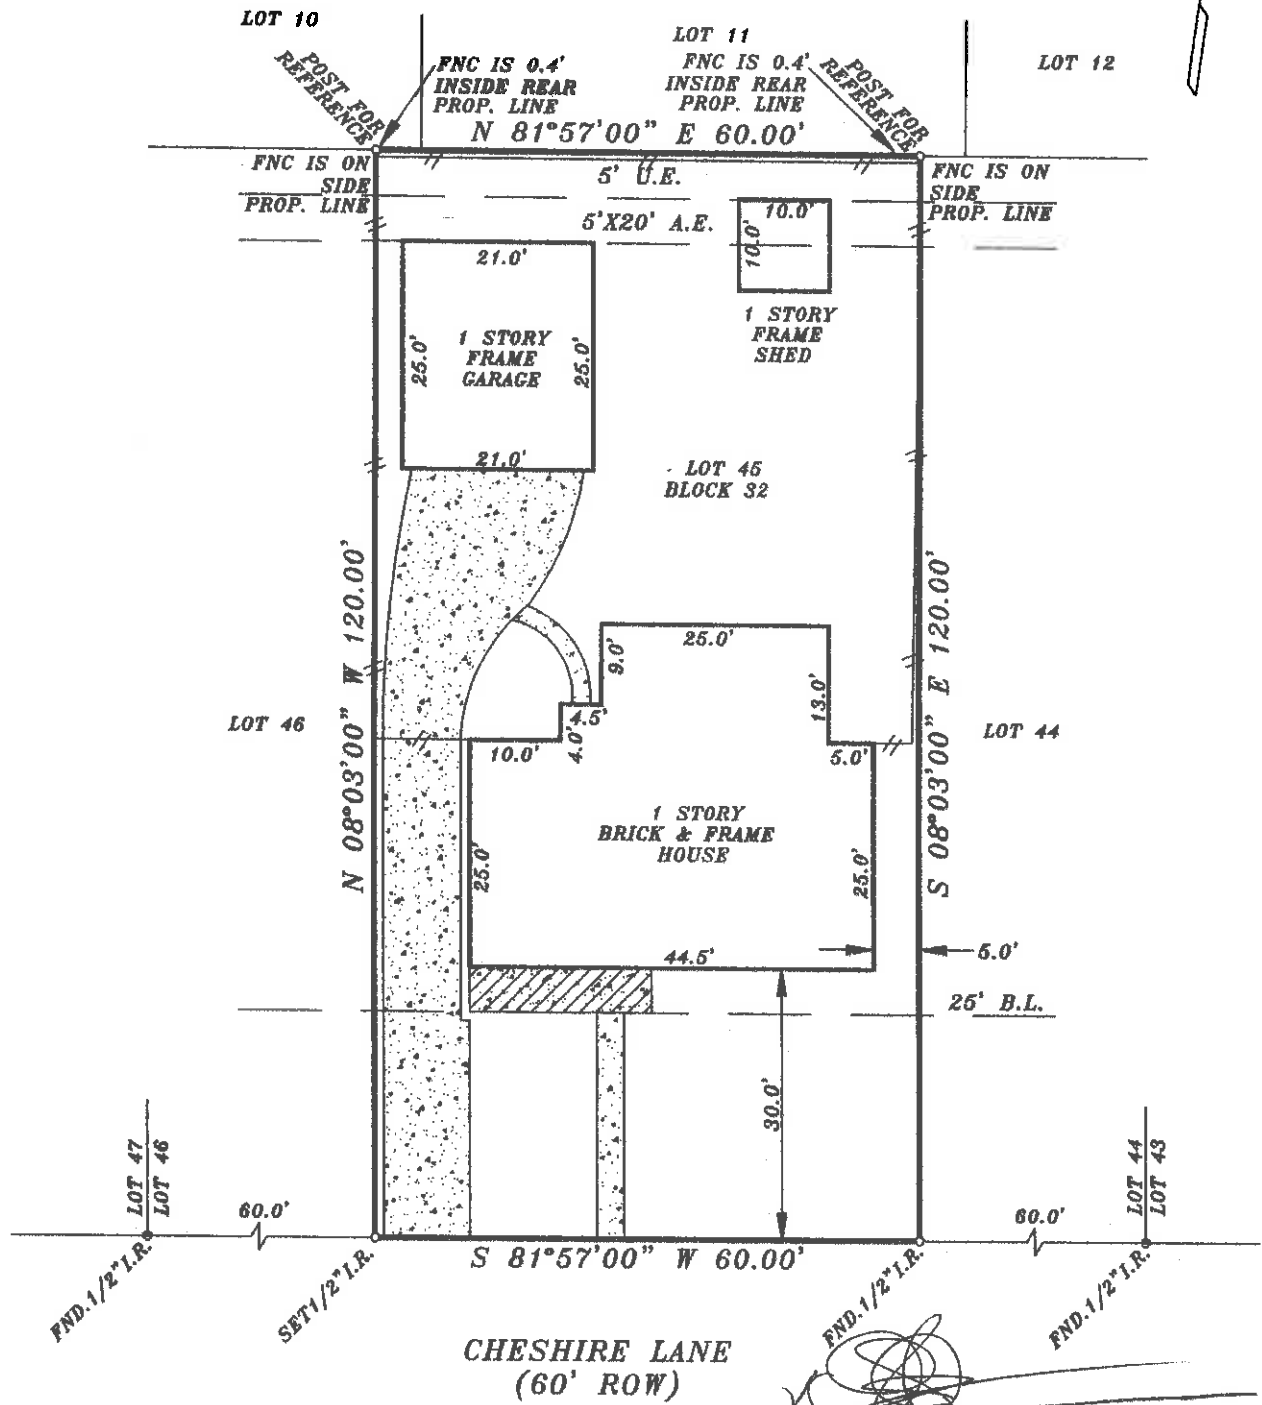 LOT 10
LOT 11
LOT 12
POST FOR
REFERENCE
FNC IS 0.4'
INSIDE REAR
PROP. LINE
FNC IS 0.4'
INSIDE REAR
PROP. LINE
POST FOR
REFERENCE
N 81°57'00" E 60.00'
FNC IS ON
SIDE
PROP. LINE
5' U.E.
FNC IS ON
SIDE
PROP. LINE
5'X20' A.E.
10.0'
10.0'
21.0'
1 STORY
FRAME
SHED
25.0'
1 STORY
FRAME
GARAGE
25.0'
21.0'
LOT 45
BLOCK 32
N 08°03'00" W 120.00'
S 08°03'00" E 120.00'
25.0'
9.0'
13.0'
LOT 46
4.5'
4.0'
10.0'
5.0'
LOT 44
1 STORY
BRICK & FRAME
HOUSE
25.0'
25.0'
44.5'
5.0'
25' B.L.
30.0'
LOT 47
LOT 46
LOT 44
LOT 43
60.0'
60.0'
S 81°57'00" W 60.00'
FND.1/2"I.R.
SET1/2"I.R.
FND.1/2"I.R.
FND.1/2"I.R.
CHESHIRE LANE
(60' ROW)